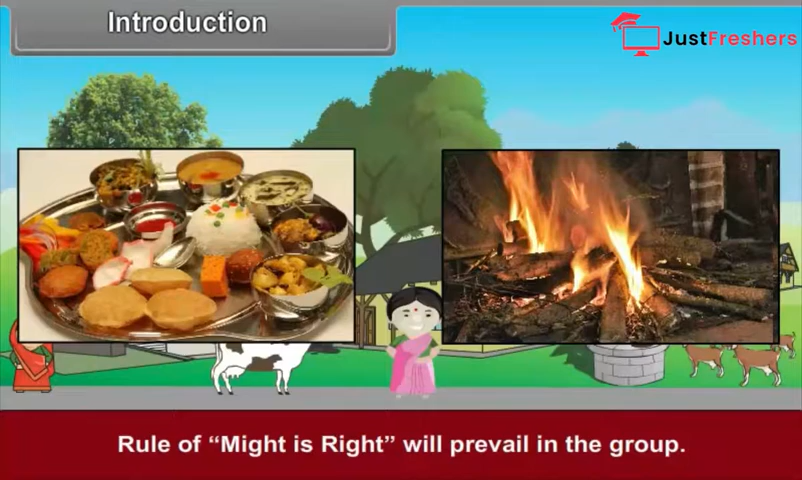 Introduction
JustFreshers
Rule of “Might is Right” will prevail in the group.